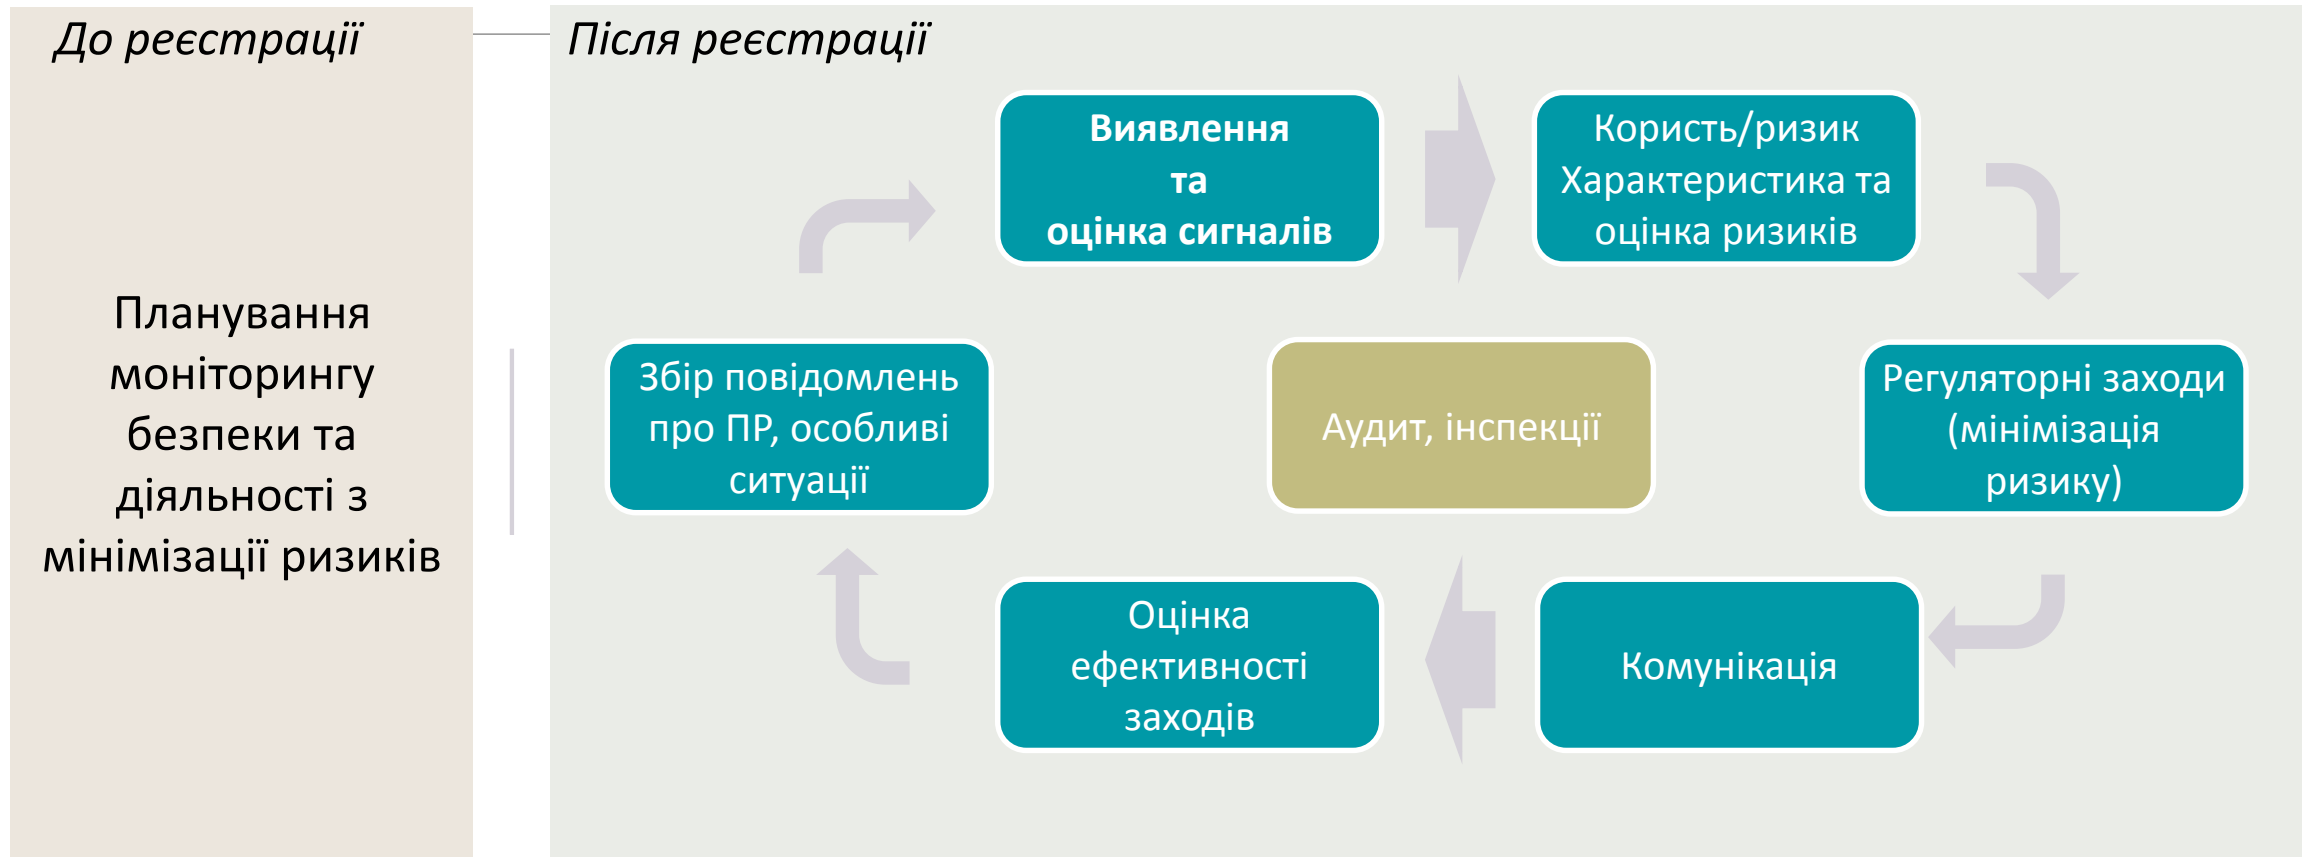 До реєстрації
Планування
моніторингу
безпеки та
діяльності з
мінімізації ризиків
Після реєстрації
Виявлення
та
оцінка сигналів
Користь/ризик
Характеристика та
оцінка ризиків
Збір повідомлень
про ПР, особливі
ситуації
Аудит, інспекції
Регуляторні заходи
(мінімізація
ризику)
Оцінка
ефективності
заходів
Комунікація